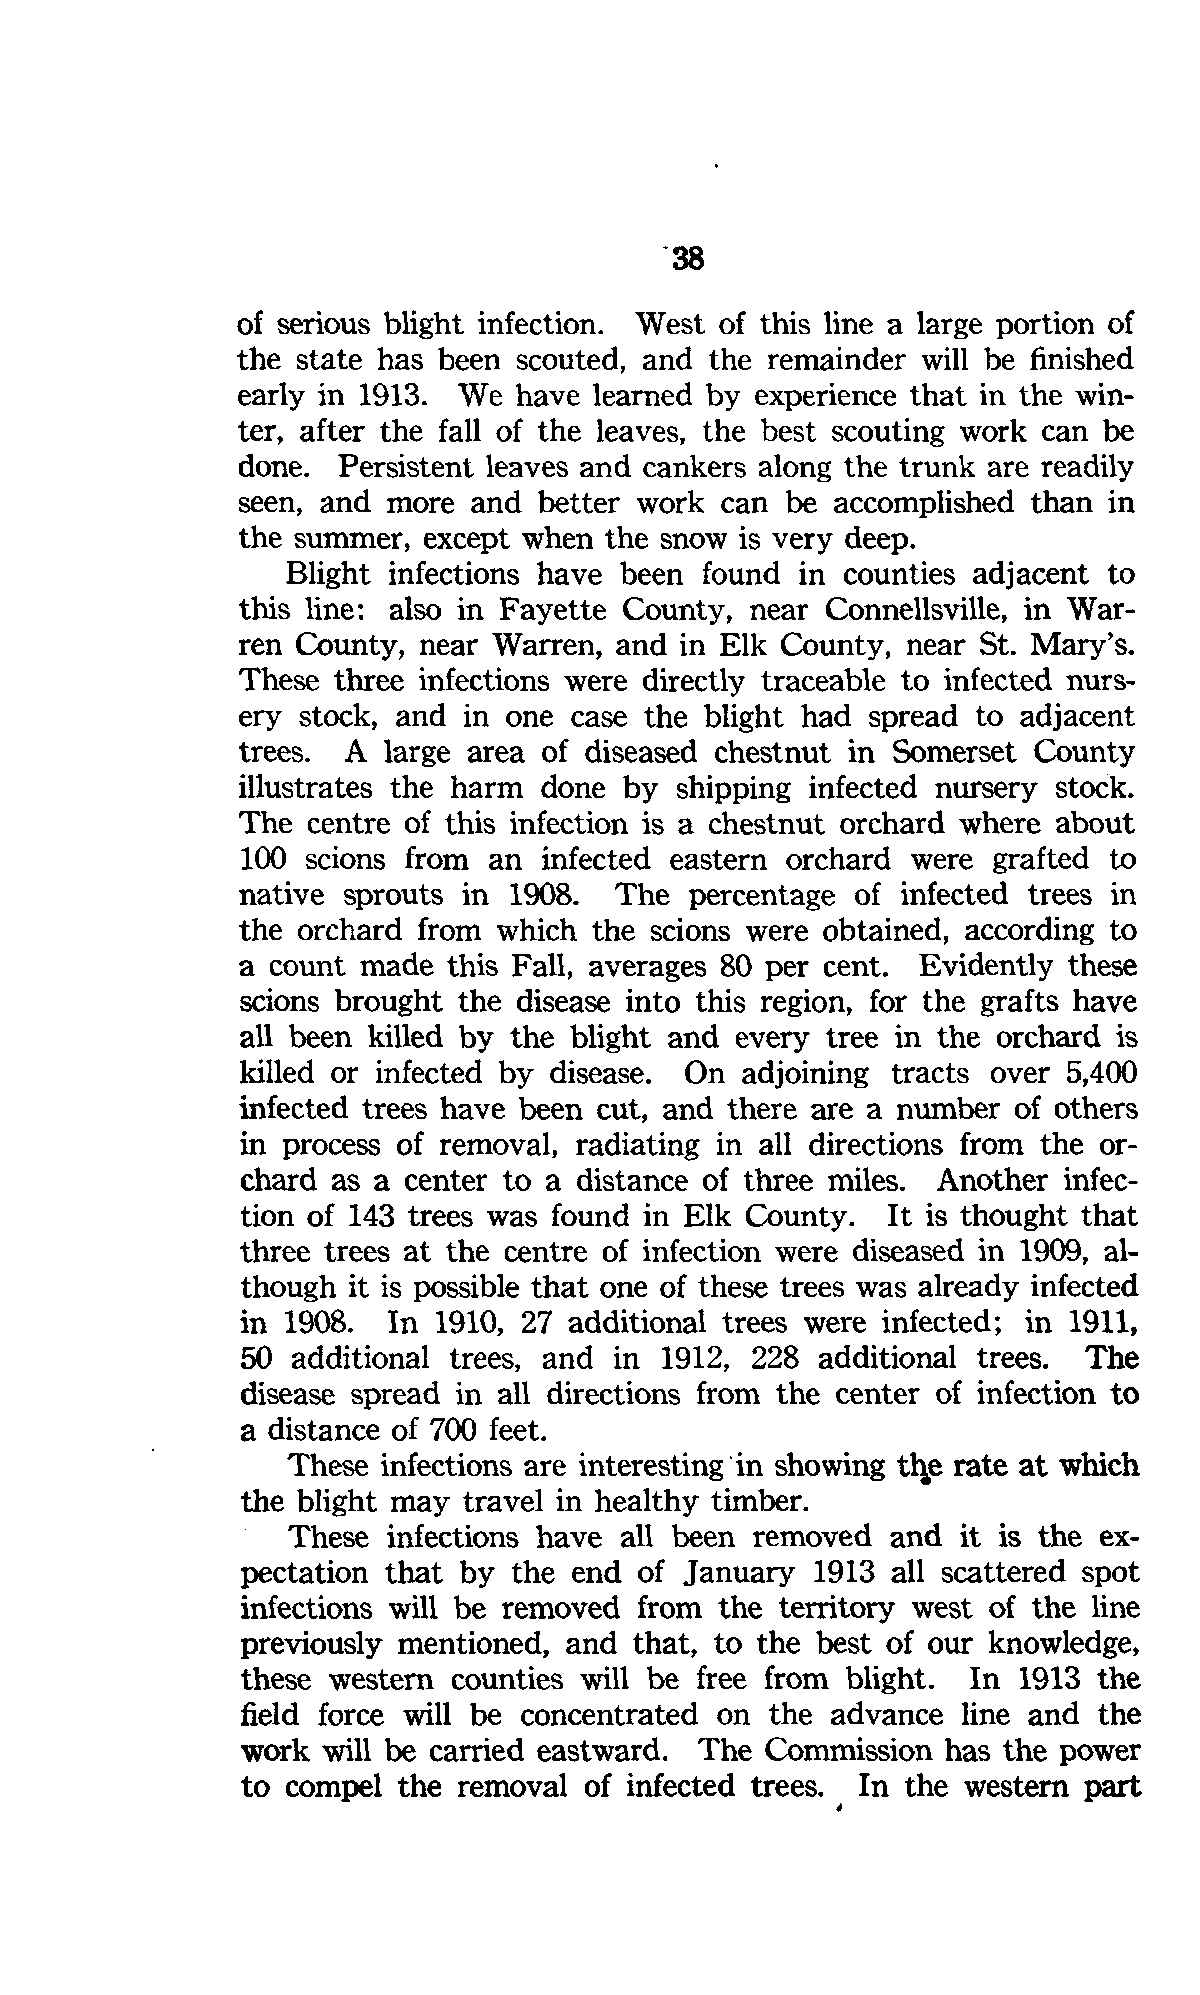 38
of serious blight infection. West of this line a large portion of
the state has been scouted, and the remainder will be finished
early in 1913. We have learned by experience that in the win-
ter, after the fall of the leaves, the best scouting work can be
done. Persistent leaves and cankers along the trunk are readily
seen, and more and better work can be accomplished than in
the summer, except when the snow is very deep.
Blight infections have been found in counties adjacent to
this line: also in Fayette County, near Connellsville, in War-
ren County, near Warren, and in Elk County, near St. Mary's.
These three infections were directly traceable to infected nurs-
ery stock, and in one case the blight had spread to adjacent
trees. A large area of diseased chestnut in Somerset County
illustrates the harm done by shipping infected nursery stock.
The centre of this infection is a chestnut orchard where about
100 scions from an infected eastern orchard were grafted to
native sprouts in 1908. The percentage of infected trees in
the orchard from which the scions were obtained, according to
a count made this Fall, averages 80 per cent. Evidently these
scions brought the disease into this region, for the grafts have
all been killed by the blight and every tree in the orchard is
killed or infected by disease. On adjoining tracts over 5,400
infected trees have been cut, and there are a number of others
in process of removal, radiating in all directions from the or-
chard as a center to a distance of three miles. Another infec-
tion of 143 trees was found in Elk County. It is thought that
three trees at the centre of infection were diseased in 1909, al-
though it is possible that one of these trees was already infected
in 1908. In 1910, 27 additional trees were infected; in 1911,
50 additional trees, and in 1912, 228 additional trees. The
disease spread in all directions from the center of infection to
a distance of 700 feet.
These infections are interesting in showing the rate at which
the blight may travel in healthy timber.
These infections have all been removed and it is the ex-
pectation that by the end of January 1913 all scattered spot
infections will be removed from the territory west of the line
previously mentioned, and that, to the best of our knowledge,
these western counties will be free from blight. In 1913 the
field force will be concentrated on the advance line and the
work will be carried eastward. The Commission has the power
to compel the removal of infected trees. In the western part